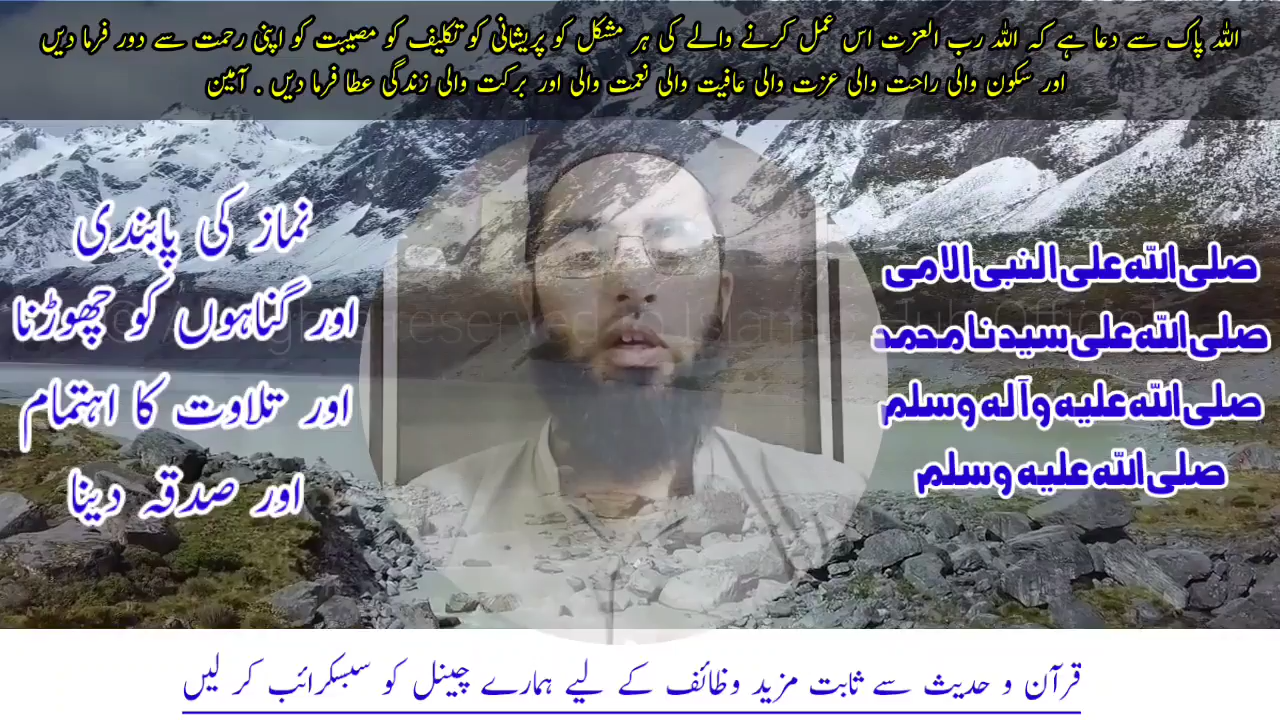 اللہ پاک سے دعا ہے کہ اللہ رب العزت اس عمل کرنے والے کی ہر مشکل کو پریشانی کو تکلیف کو مصیبت کو اپنی رحمت سے دور فرما دیں
اور سکون والی راحت والی عزت والی عافیت والی نعمت والی اور برکت والی زندگی عطا فرما دیں . آمین
نماز کی پابندی
اور گناہوں کو چھوڑنا
اور تلاوت کا اہتمام
اور صدقہ دینا
صلی اللہ علی النبی الامی
صلی اللہ علی سیدنا محمد
صلی اللہ علیہ وآلہ وسلم
صلی اللہ علیہ وسلم
reserved Islamic Hub Official
قرآن و حدیث سے ثابت مزید وظائف کے لیے ہمارے چینل کو سبسکرائب کر لیں